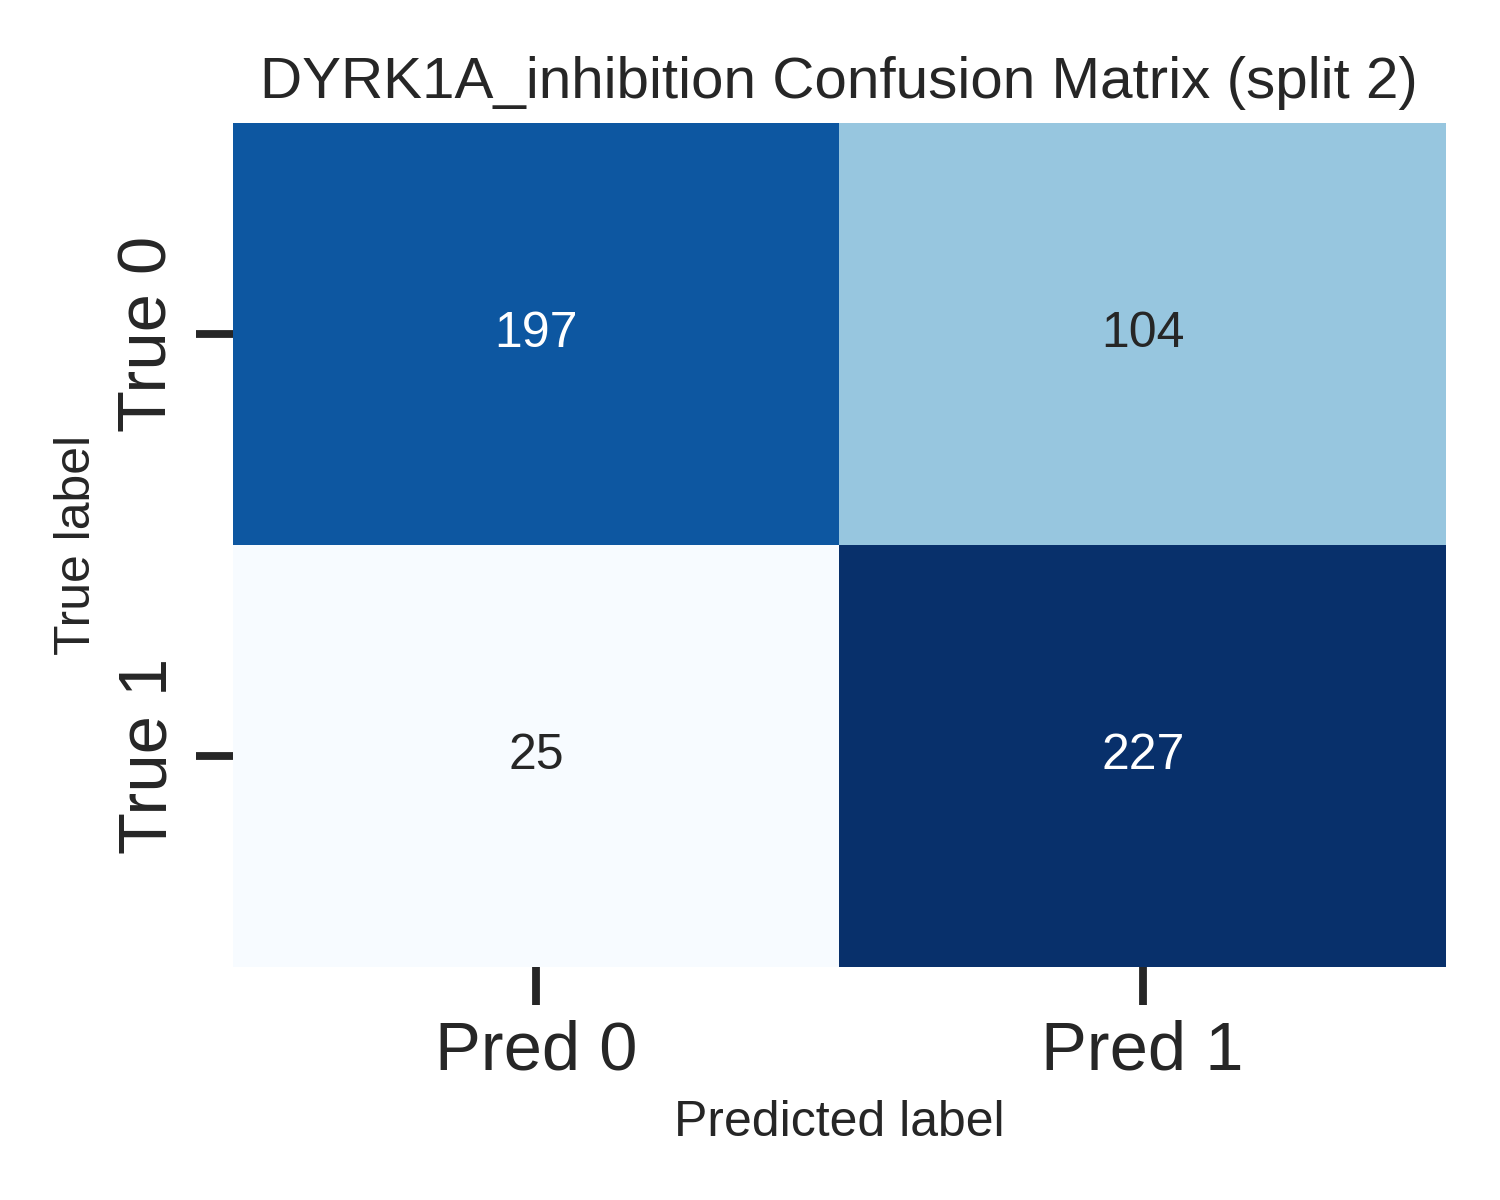 DYRK1A_inhibition Confusion Matrix (split 2)
True label
True 0
197
104
True 1
25
227
Pred 0
Pred 1
Predicted label